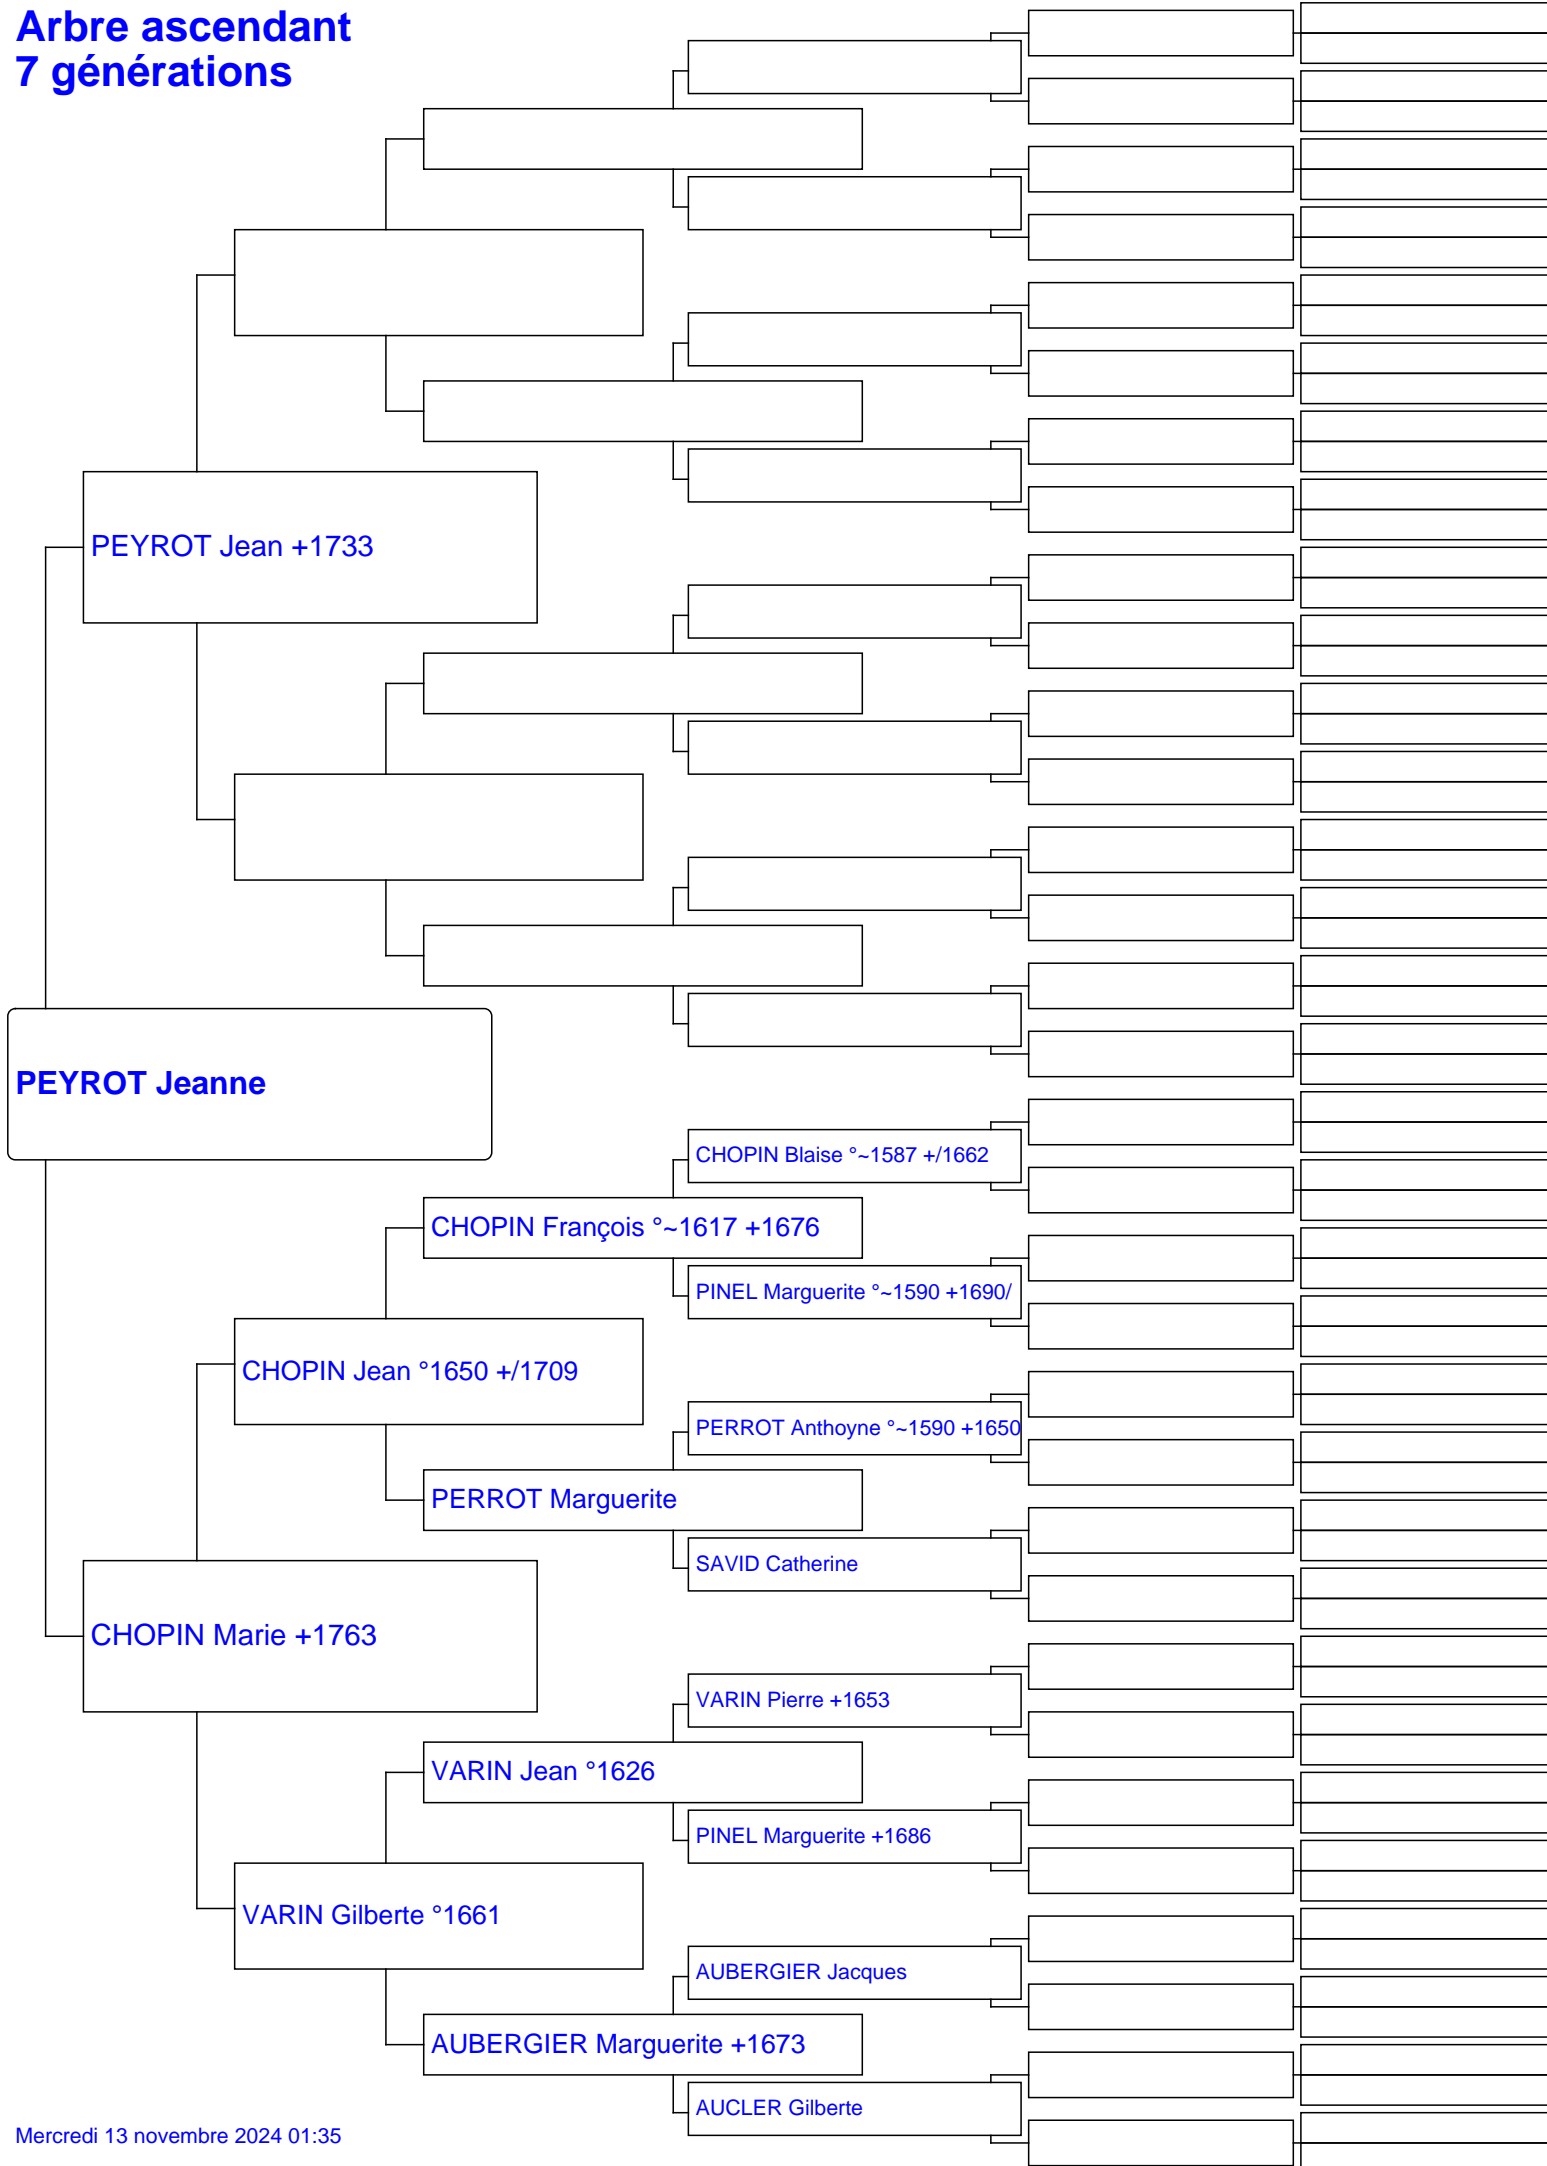 Arbre ascendant
7 générations
PEYROT Jean +1733
PEYROT Jeanne
CHOPIN Blaise °~1587 +/1662
CHOPIN François °~1617 +1676
PINEL Marguerite °~1590 +1690/
CHOPIN Jean °1650 +/1709
PERROT Anthoyne °~1590 +1650
PERROT Marguerite
SAVID Catherine
CHOPIN Marie +1763
VARIN Pierre +1653
VARIN Jean °1626
PINEL Marguerite +1686
VARIN Gilberte °1661
AUBERGIER Jacques
AUBERGIER Marguerite +1673
AUCLER Gilberte
Mercredi 13 novembre 2024 01:35